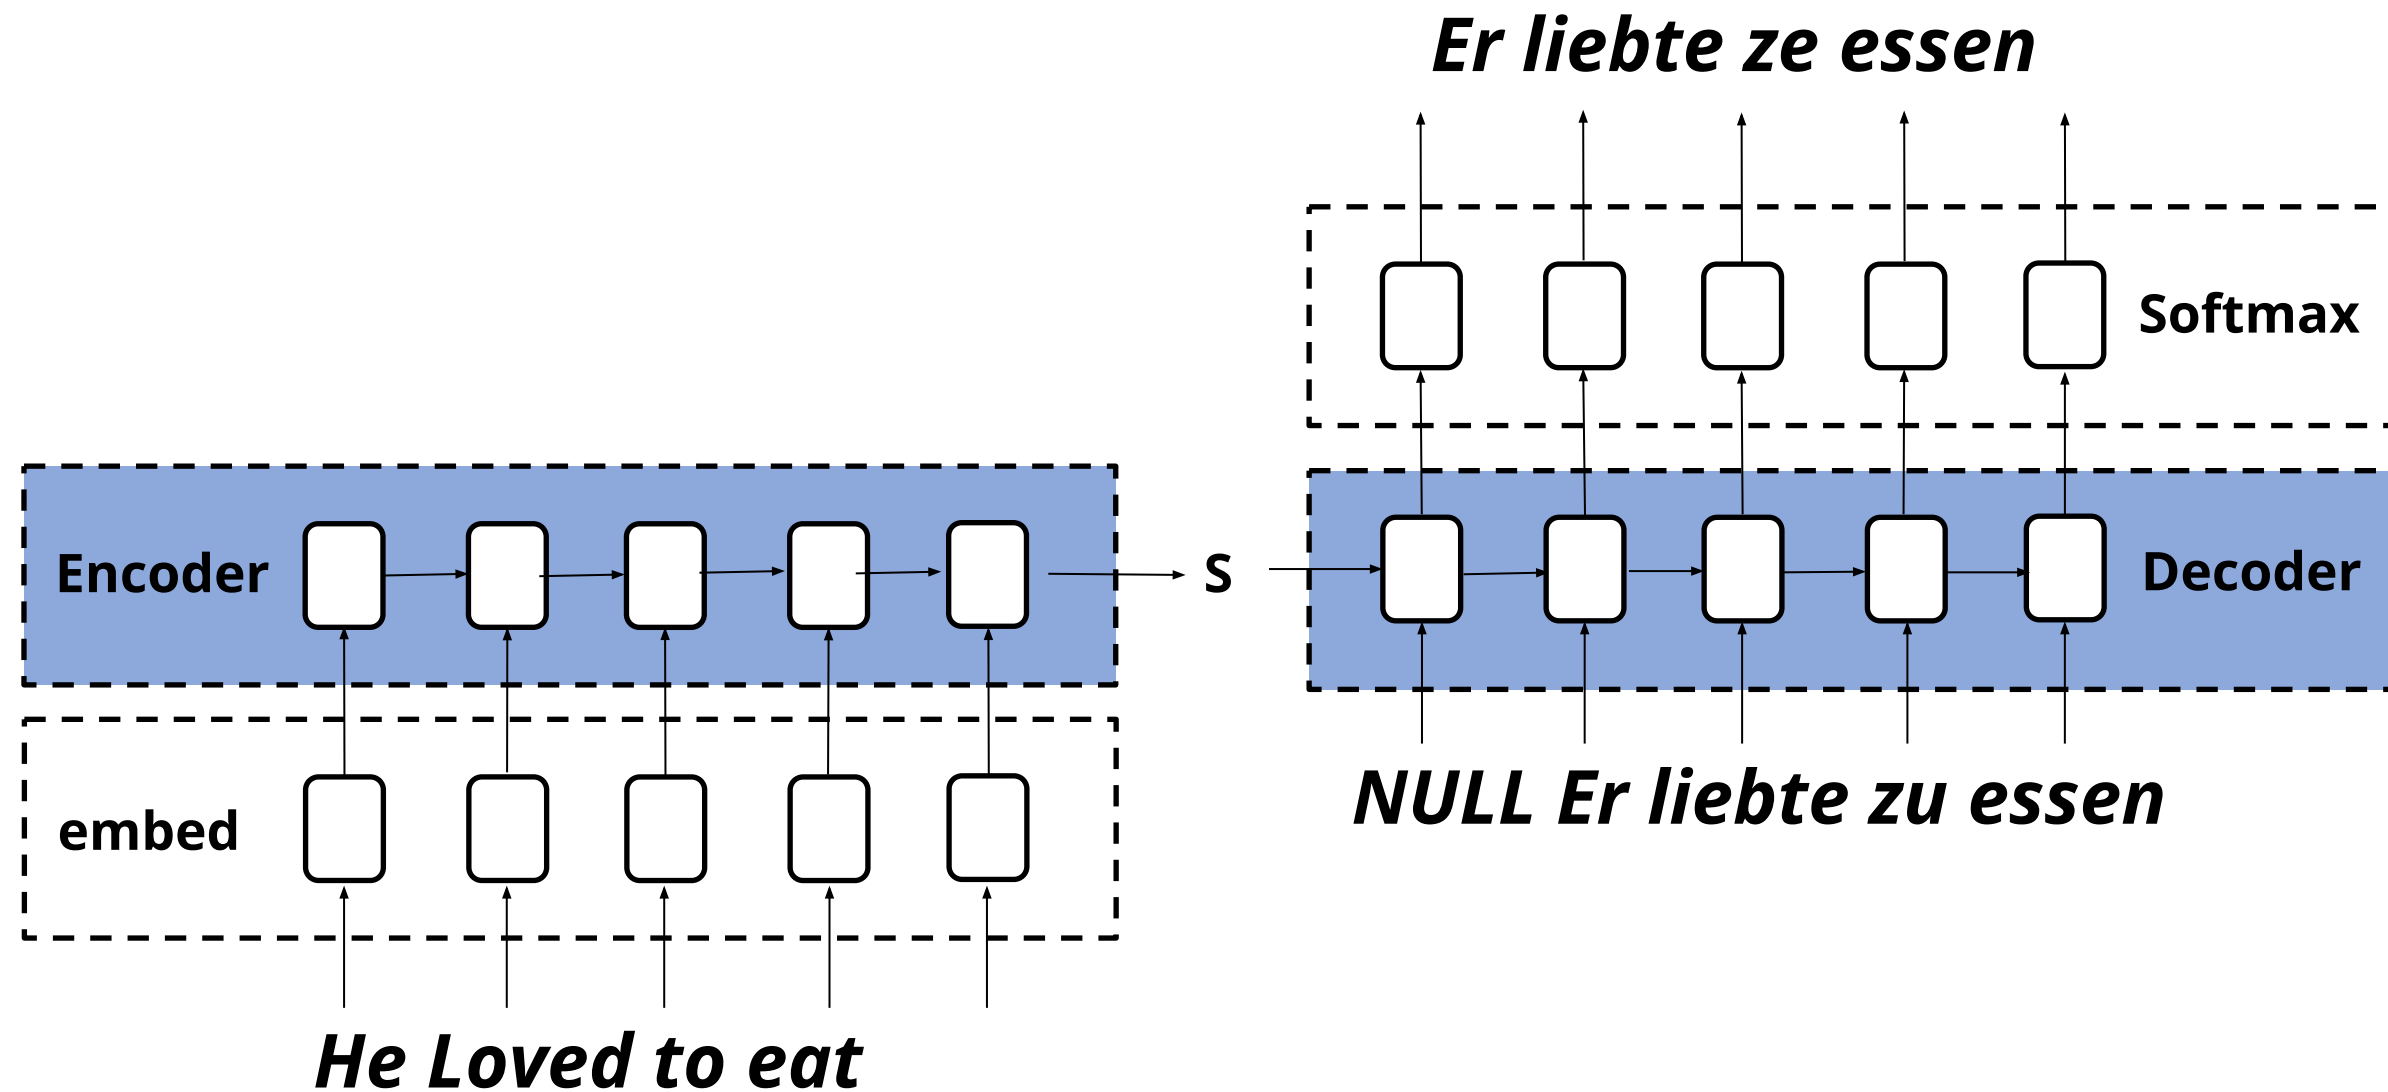 Er liebte ze essen
Softmax
Encoder
S
Decoder
NULL Er liebte zu essen
embed
He Loved to eat